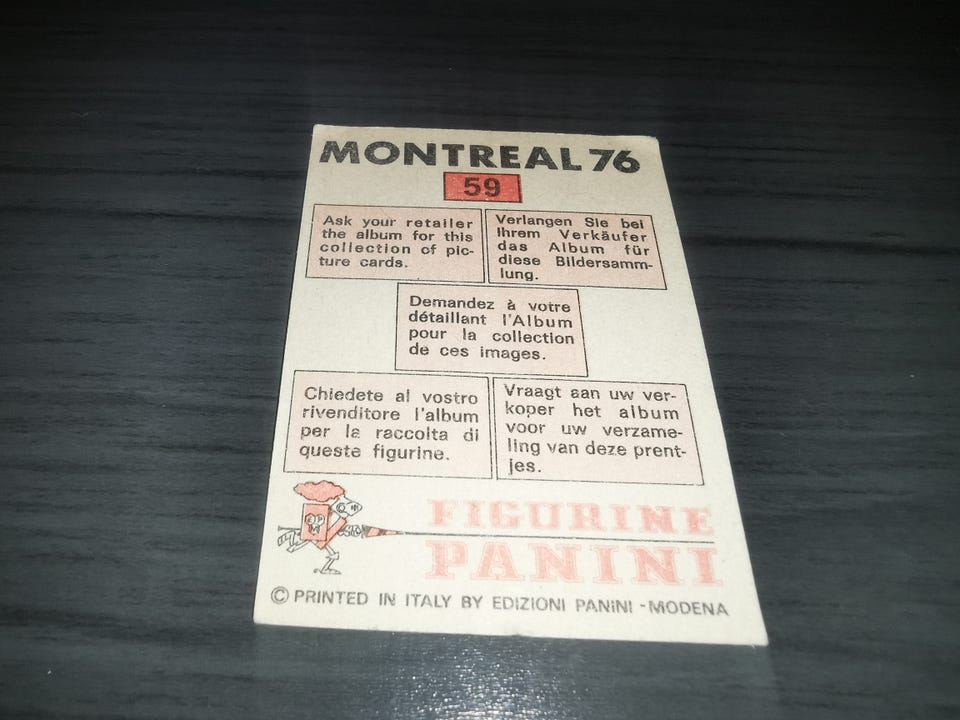 MONTREAL 76
59
Ask your retailer
the album for this
collection of pic-
ture cards.
Verlangen Sie bei
Ihrem Verkäufer
das Album für
diese Bildersamm-
lung.
Demandez à votre
détaillant l'Album
pour la collection
de ces images.
Chiedete al vostro
rivenditore l'album
per la raccolta di
queste figurine.
Vraagt aan uw ver-
koper het album
voor uw verzame-
ling van deze prent-
jes.
FIGURINE
PANINI
© PRINTED IN ITALY BY EDIZIONI PANINI - MODENA